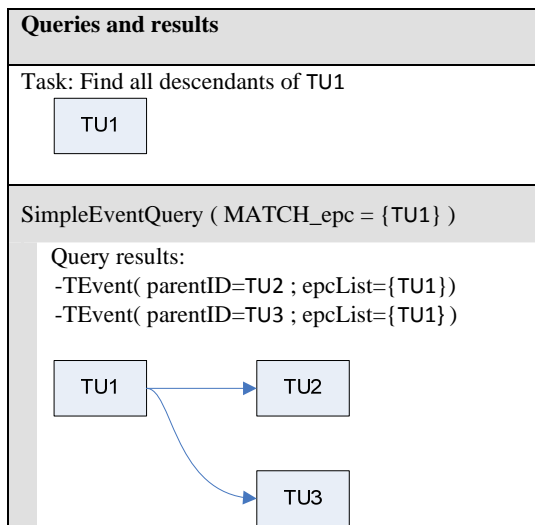 Queries and results
Task: Find all descendants of TU1
TU1
SimpleEventQuery ( MATCH_epc = {TU1} )
Query results:
-TEvent( parentID=TU2 ; epcList={TU1})
-TEvent( parentID=TU3 ; epcList={TU1} )
TU1
TU2
TU3